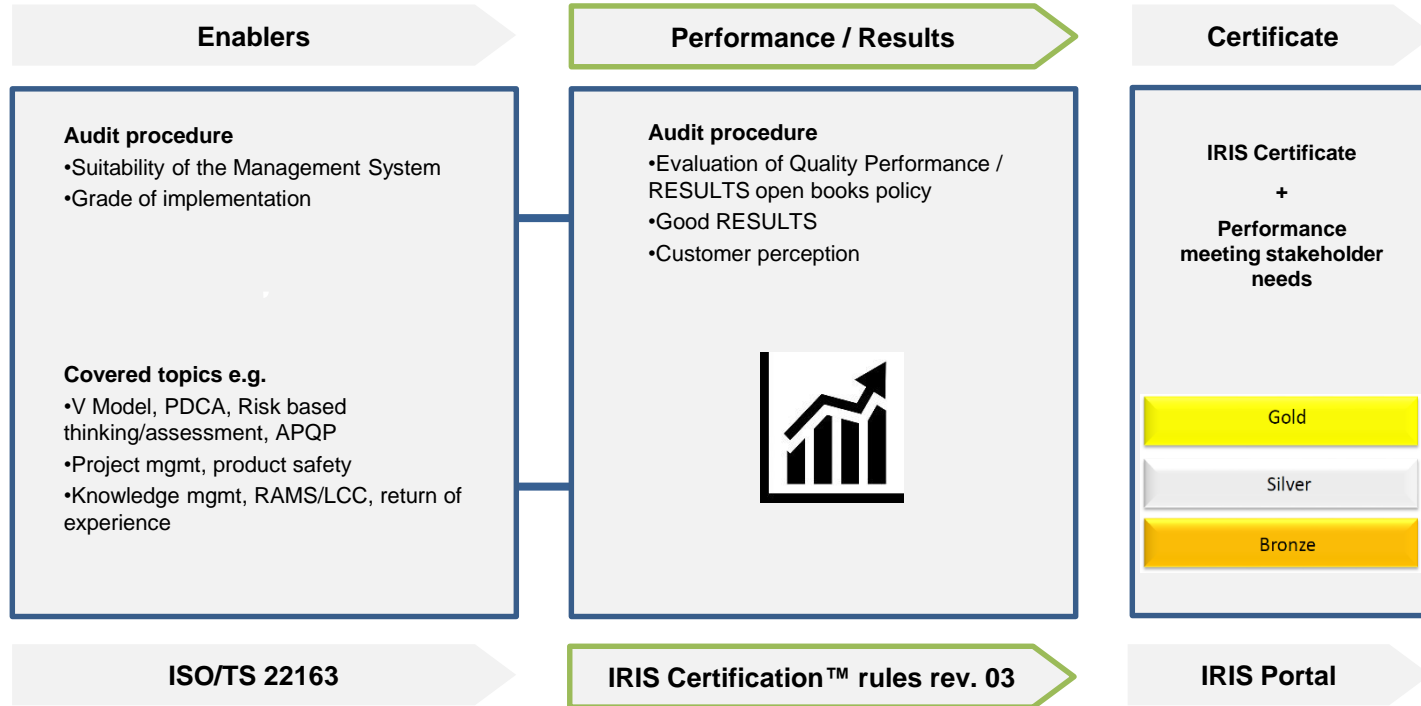 Enablers
Performance / Results
Certificate
Audit procedure
•Suitability of the Management System
•Grade of implementation
Covered topics e.g.
•V Model, PDCA, Risk based
thinking/assessment, APQP
•Project mgmt, product safety
•Knowledge mgmt, RAMS/LCC, return of
experience
Audit procedure
•Evaluation of Quality Performance /
RESULTS open books policy
•Good RESULTS
•Customer perception
IRIS Certificate
+
Performance
meeting stakeholder
needs
Gold
Silver
Bronze
ISO/TS 22163
IRIS Certification™ rules rev. 03
IRIS Portal